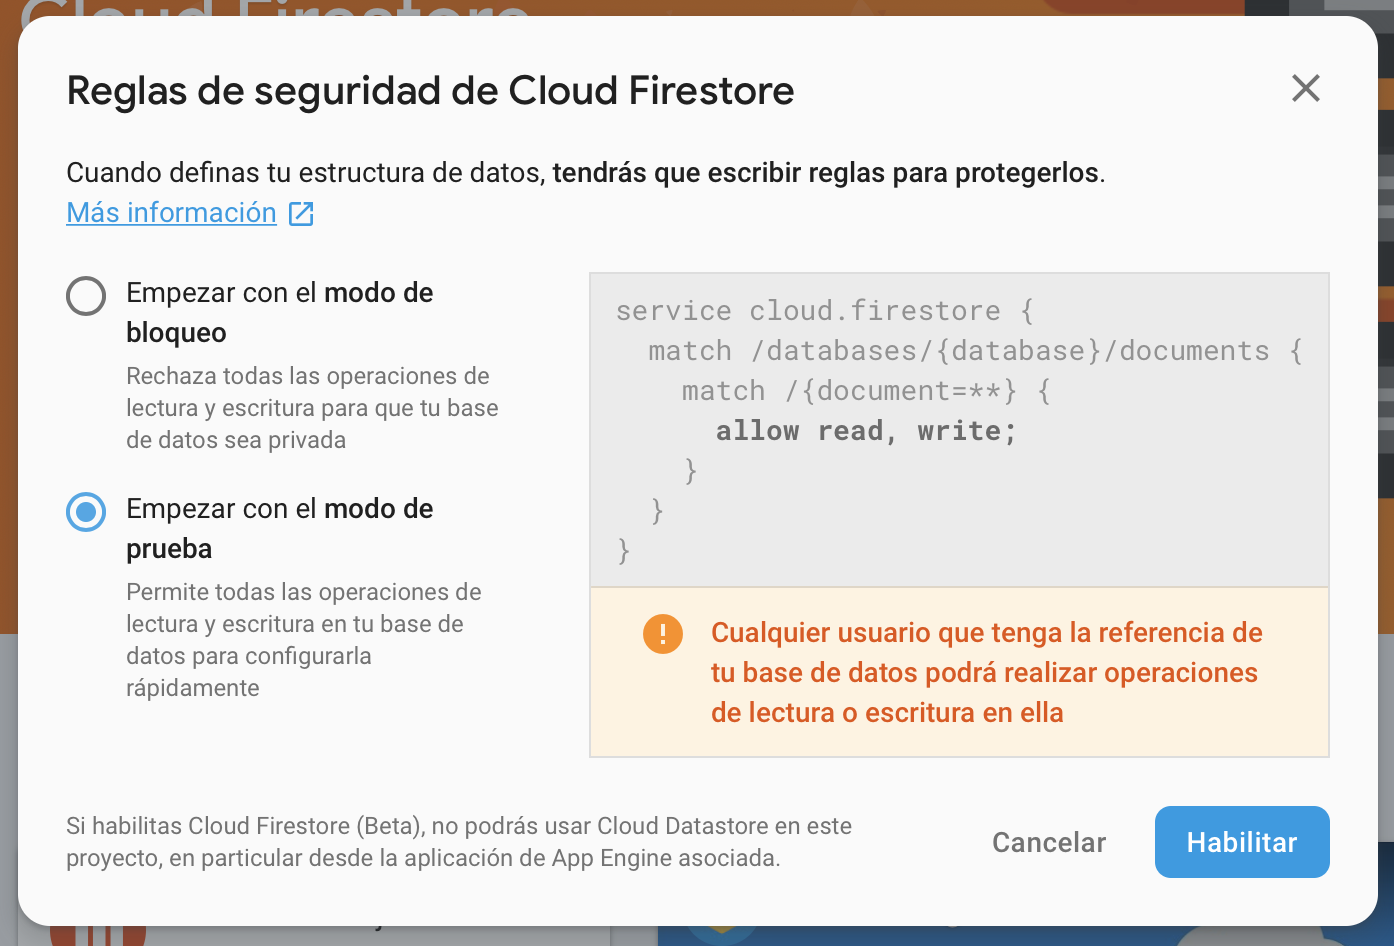 Cloud Firestore
Reglas de seguridad de Cloud Firestore
Cuando definas tu estructura de datos, tendrás que escribir reglas para protegerlos.
Más información
Empezar con el modo de
bloqueo
Rechaza todas las operaciones de
lectura y escritura para que tu base
de datos sea privada
Empezar con el modo de
prueba
Permite todas las operaciones de
lectura y escritura en tu base de
datos para configurarla
rápidamente
service cloud.firestore {
match /databases/{database}/documents {
match /{document=**} {
allow read, write;
}
}
}
Cualquier usuario que tenga la referencia de
tu base de datos podrá realizar operaciones
de lectura o escritura en ella
Si habilitas Cloud Firestore (Beta), no podrás usar Cloud Datastore en este
proyecto, en particular desde la aplicación de App Engine asociada.
Cancelar
Habilitar